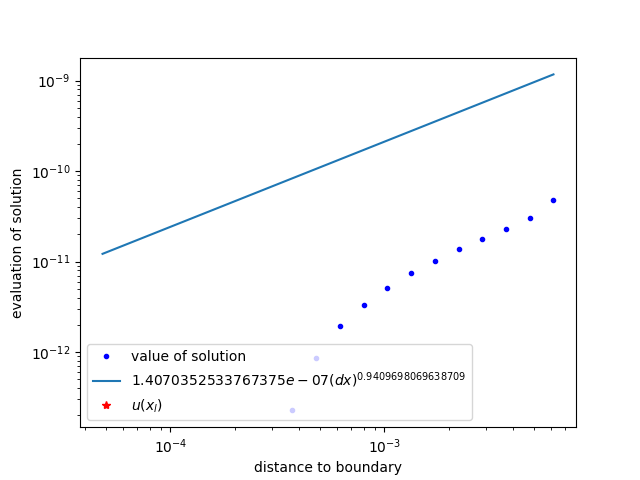 10^{-9}
10^{-10}
10^{-11}
10^{-12}
evaluation of solution
value of solution
1.4070352533767375e − 07(dx)^{0.9409698069638709}
u(x_l)
10^{-4}
10^{-3}
distance to boundary